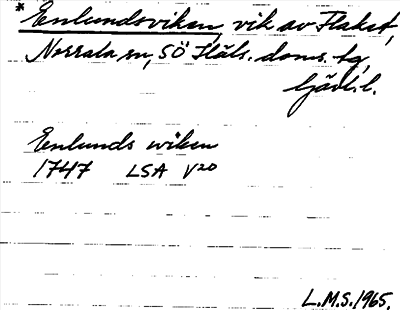 * Enlundsviken, vik av Flaket,
Norrala sn, SÖ Häls. doms. tg,
Gävl. l.
Enlunds wiken
1747 LSA V20
L.M.S. 1965.